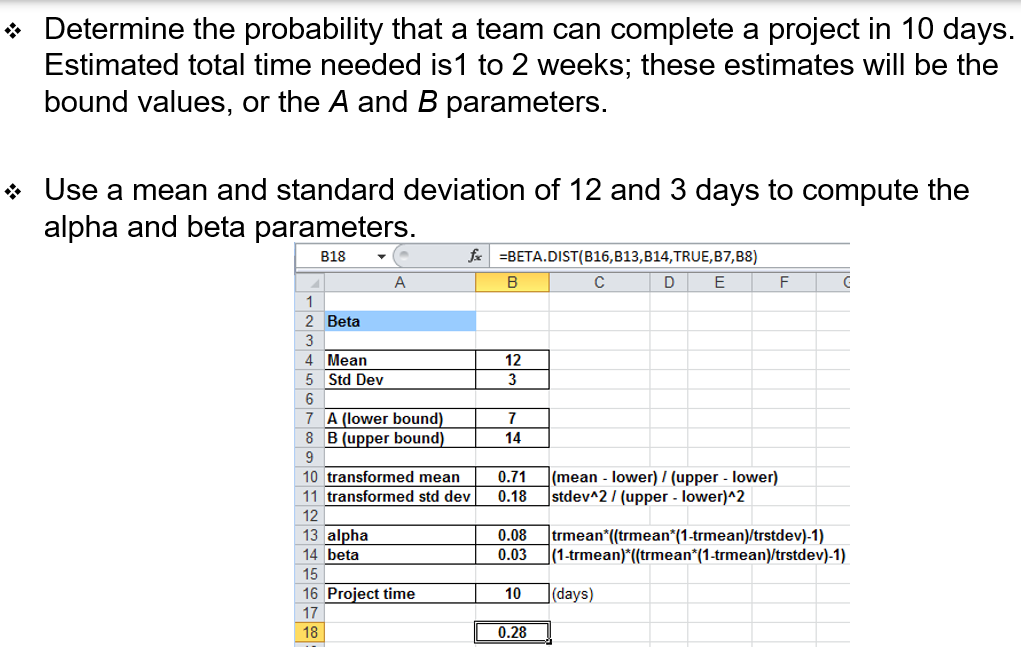 ❖ Determine the probability that a team can complete a project in 10 days.
Estimated total time needed is1 to 2 weeks; these estimates will be the
bound values, or the A and B parameters.
❖ Use a mean and standard deviation of 12 and 3 days to compute the
alpha and beta parameters.
B18 fx =BETA.DIST(B16,B13,B14,TRUE,B7,B8)
A B C D E F
1
2 Beta
3
4 Mean 12
5 Std Dev 3
6
7 A (lower bound) 7
8 B (upper bound) 14
9
10 transformed mean 0.71 (mean - lower) / (upper - lower)
11 transformed std dev 0.18 stdev^2 / (upper - lower)^2
12
13 alpha 0.08 trmean*((trmean*(1-trmean)/trstdev)-1)
14 beta 0.03 (1-trmean)*((trmean*(1-trmean)/trstdev)-1)
15
16 Project time 10 (days)
17
18 0.28